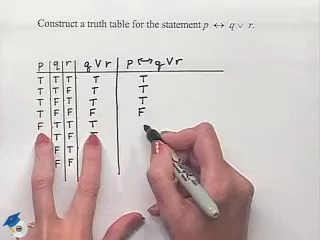 Construct a truth table for the statement p ↔ q ∨ r.
p q r q V r p ↔ q V r
T T T T T
T T F T T
T F T T T
T F F F F
F T T T
T F
F T
F F